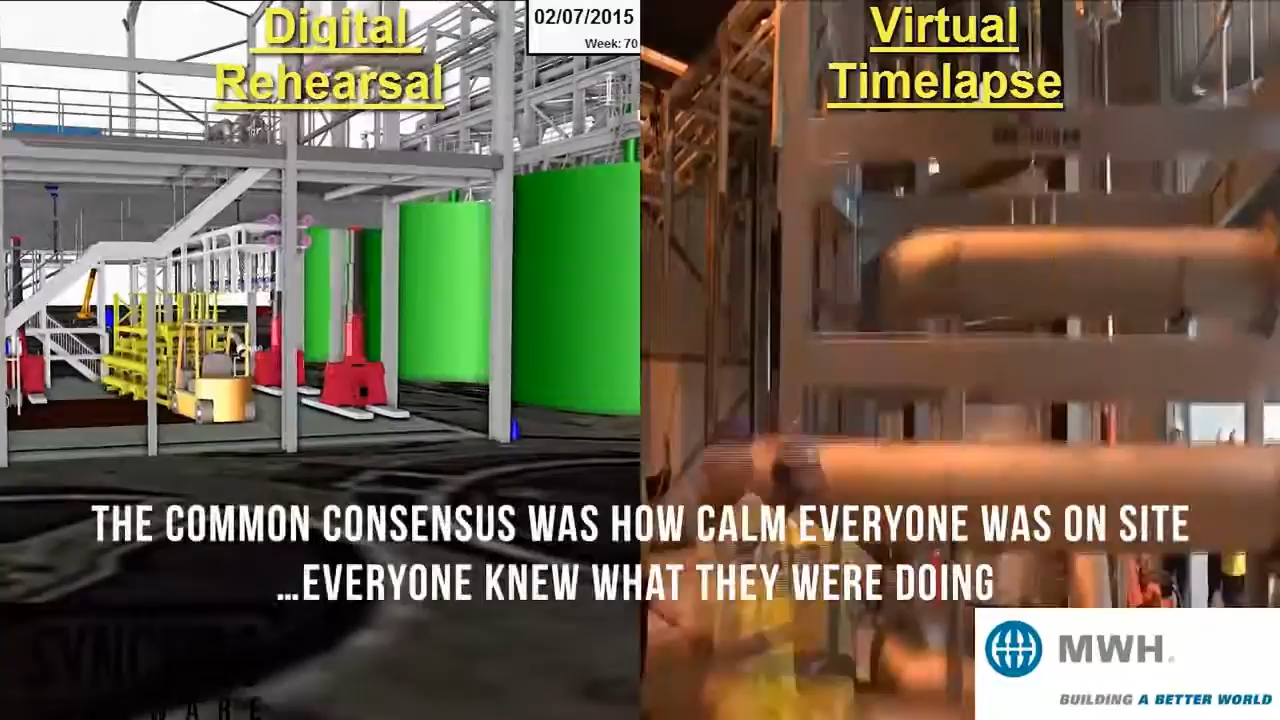 Digital
Rehearsal
02/07/2015
Week: 70
Virtual
Timelapse
THE COMMON CONSENSUS WAS HOW CALM EVERYONE WAS ON SITE
...EVERYONE KNEW WHAT THEY WERE DOING
MWH.
BUILDING A BETTER WORLD